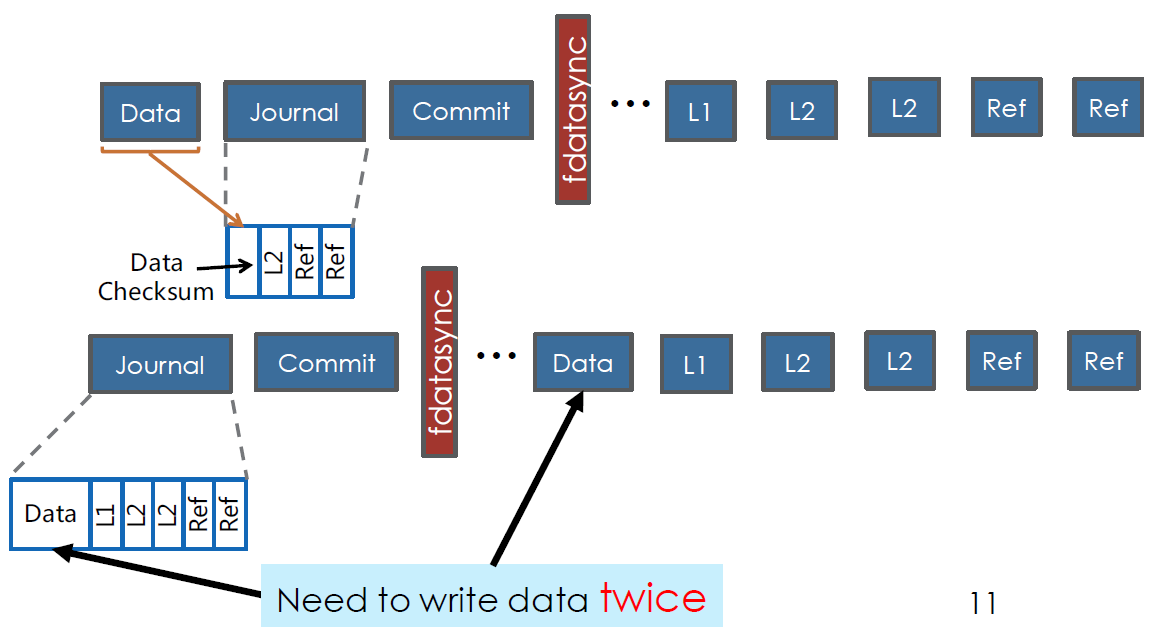 Data
Journal
Commit
fdatasync
...
L1
L2
L2
Ref
Ref
Data
Checksum
L2
Ref
Ref
Journal
Commit
fdatasync
...
Data
L1
L2
L2
Ref
Ref
Data
L1
L2
L2
Ref
Ref
Need to write data twice
11